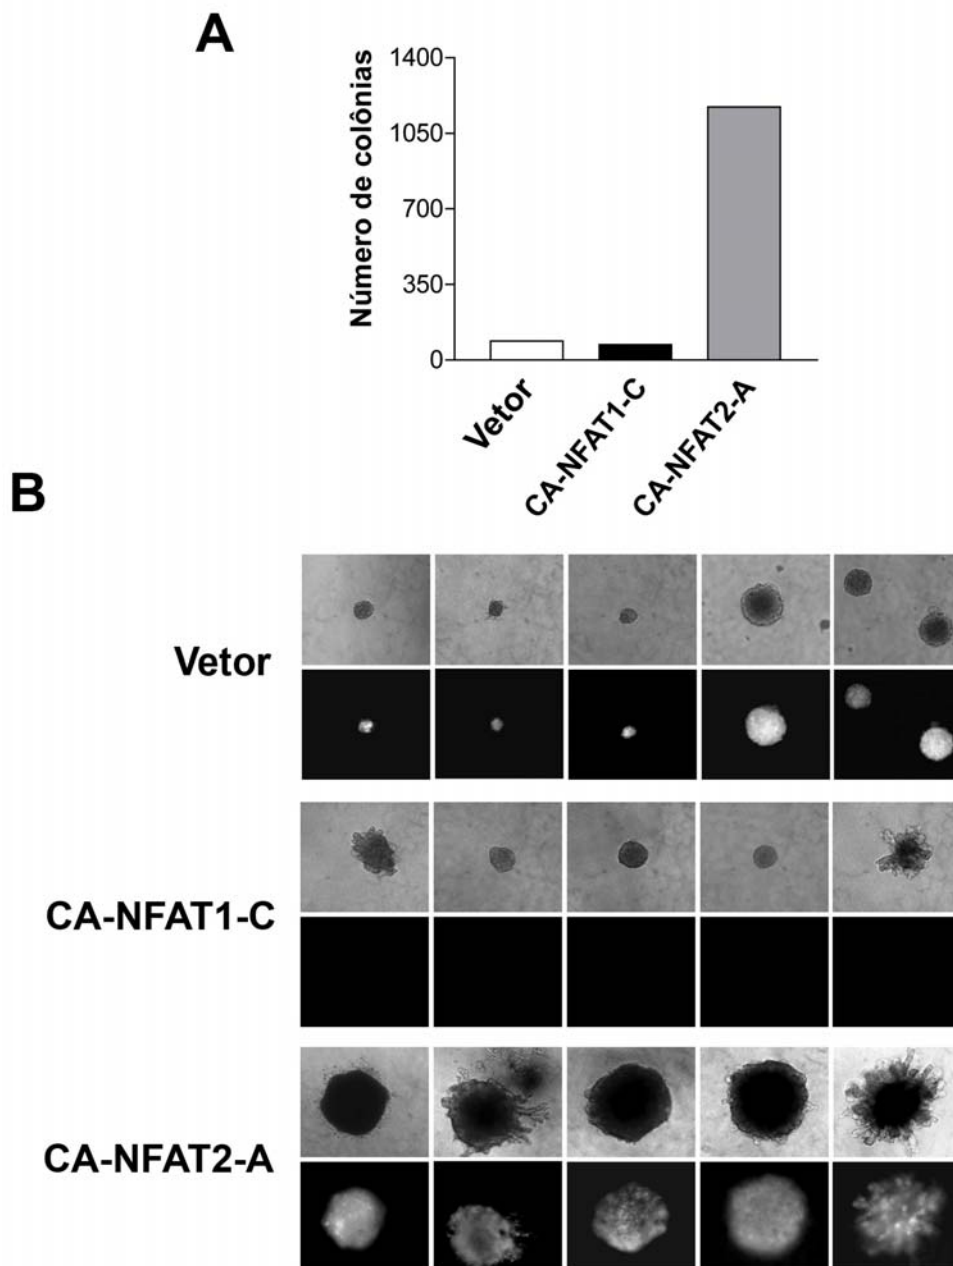 A
Número de colônias
1400
1050
700
350
0
Vetor
CA-NFAT1-C
CA-NFAT2-A
B
Vetor
CA-NFAT1-C
CA-NFAT2-A